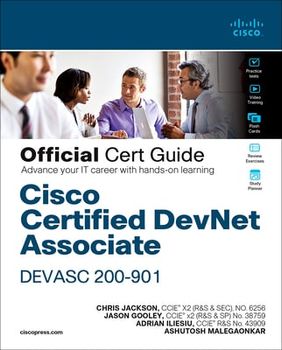 CISCO
Practice
Tests
Video
Training
Flash
Cards
Review
Exercises
Study
Planner
Official Cert Guide
Advance your IT career with hands-on learning
Cisco
Certified DevNet
Associate
DEVASC 200-901
CHRIS JACKSON, CCIE® X2 (R&S & SEC), NO. 6256
JASON GOOLEY, CCIE® x2 (R&S & SP) No. 38759
ADRIAN ILIESIU, CCIE® R&S No. 43909
ASHUTOSH MALEGAONKAR
ciscopress.com